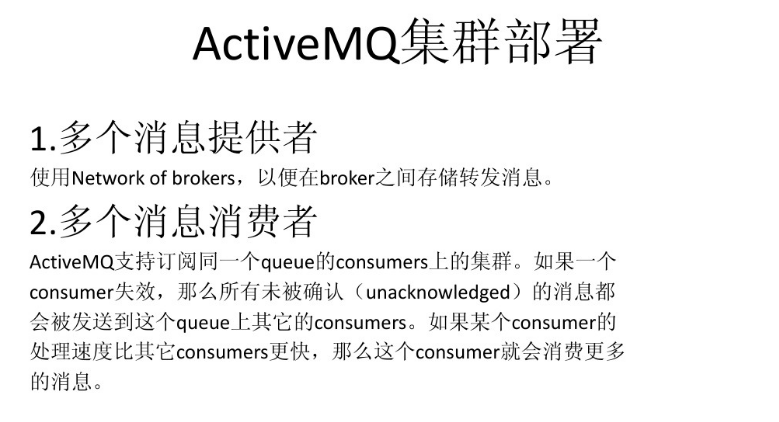 ActiveMQ集群部署
1.多个消息提供者
使用Network of brokers，以便在broker之间存储转发消息。
2.多个消息消费者
ActiveMQ支持订阅同一个queue的consumers上的集群。如果一个
consumer失效，那么所有未被确认（unacknowledged）的消息都
会被发送到这个queue上其它的consumers。如果某个consumer的
处理速度比其它consumers更快，那么这个consumer就会消费更多
的消息。